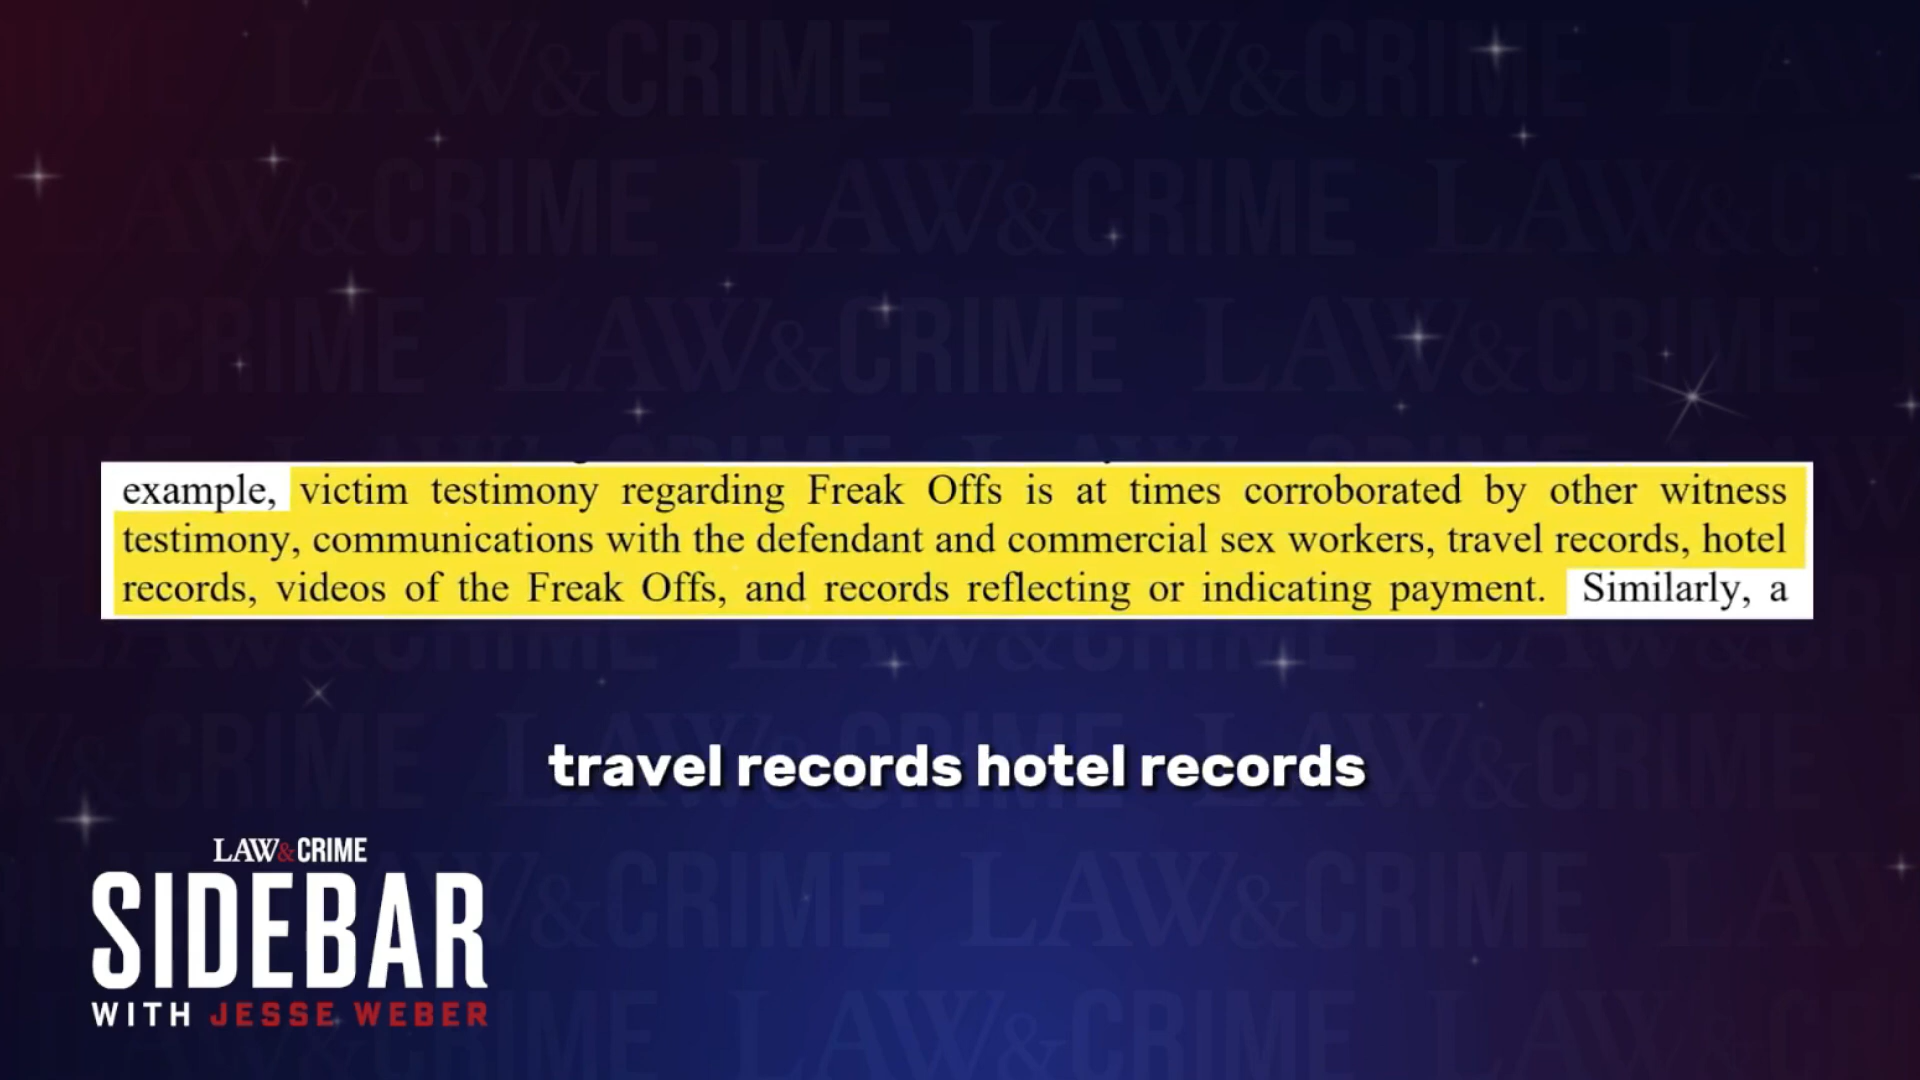 example, victim testimony regarding Freak Offs is at times corroborated by other witness
testimony, communications with the defendant and commercial sex workers, travel records, hotel
records, videos of the Freak Offs, and records reflecting or indicating payment. Similarly, a
travel records hotel records
LAW&CRIME
SIDEBAR
WITH JESSE WEBER